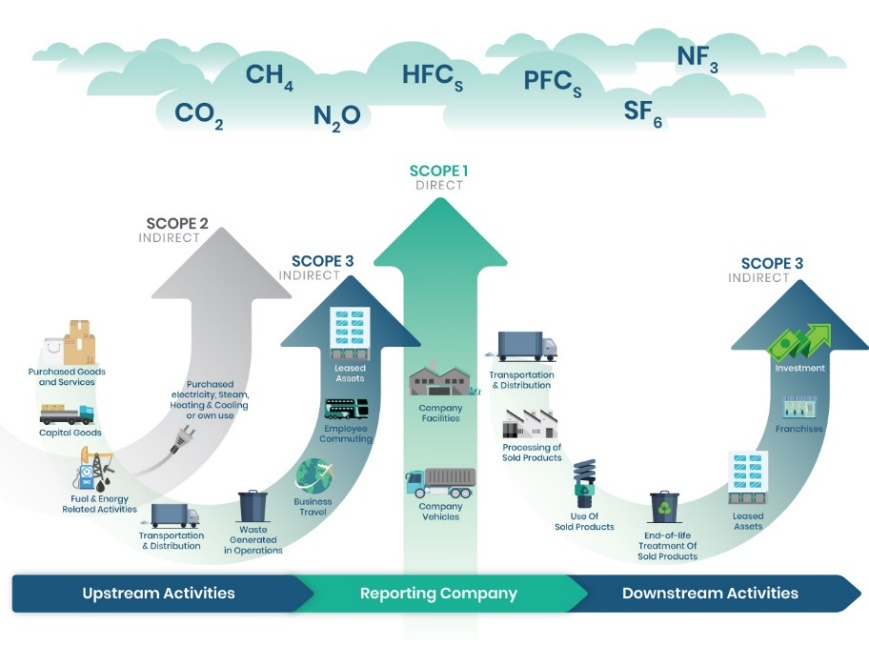 CH4
HFCS
PFCS
NF3
CO2
N2O
SF6
SCOPE 1
DIRECT
SCOPE 2
INDIRECT
SCOPE 3
INDIRECT
SCOPE 3
INDIRECT
Purchased Goods
and Services
Capital Goods
Fuel & Energy
Related Activities
Purchased
electricity, Steam,
Heating & Cooling
or own use
Transportation
& Distribution
Waste
Generated
in Operations
Business
Travel
Employee
Commuting
Leased
Assets
Company
Facilities
Company
Vehicles
Transportation
& Distribution
Processing of
Sold Products
Use Of
Sold Products
End-of-life
Treatment Of
Sold Products
Leased
Assets
Franchises
Investment
Upstream Activities
Reporting Company
Downstream Activities